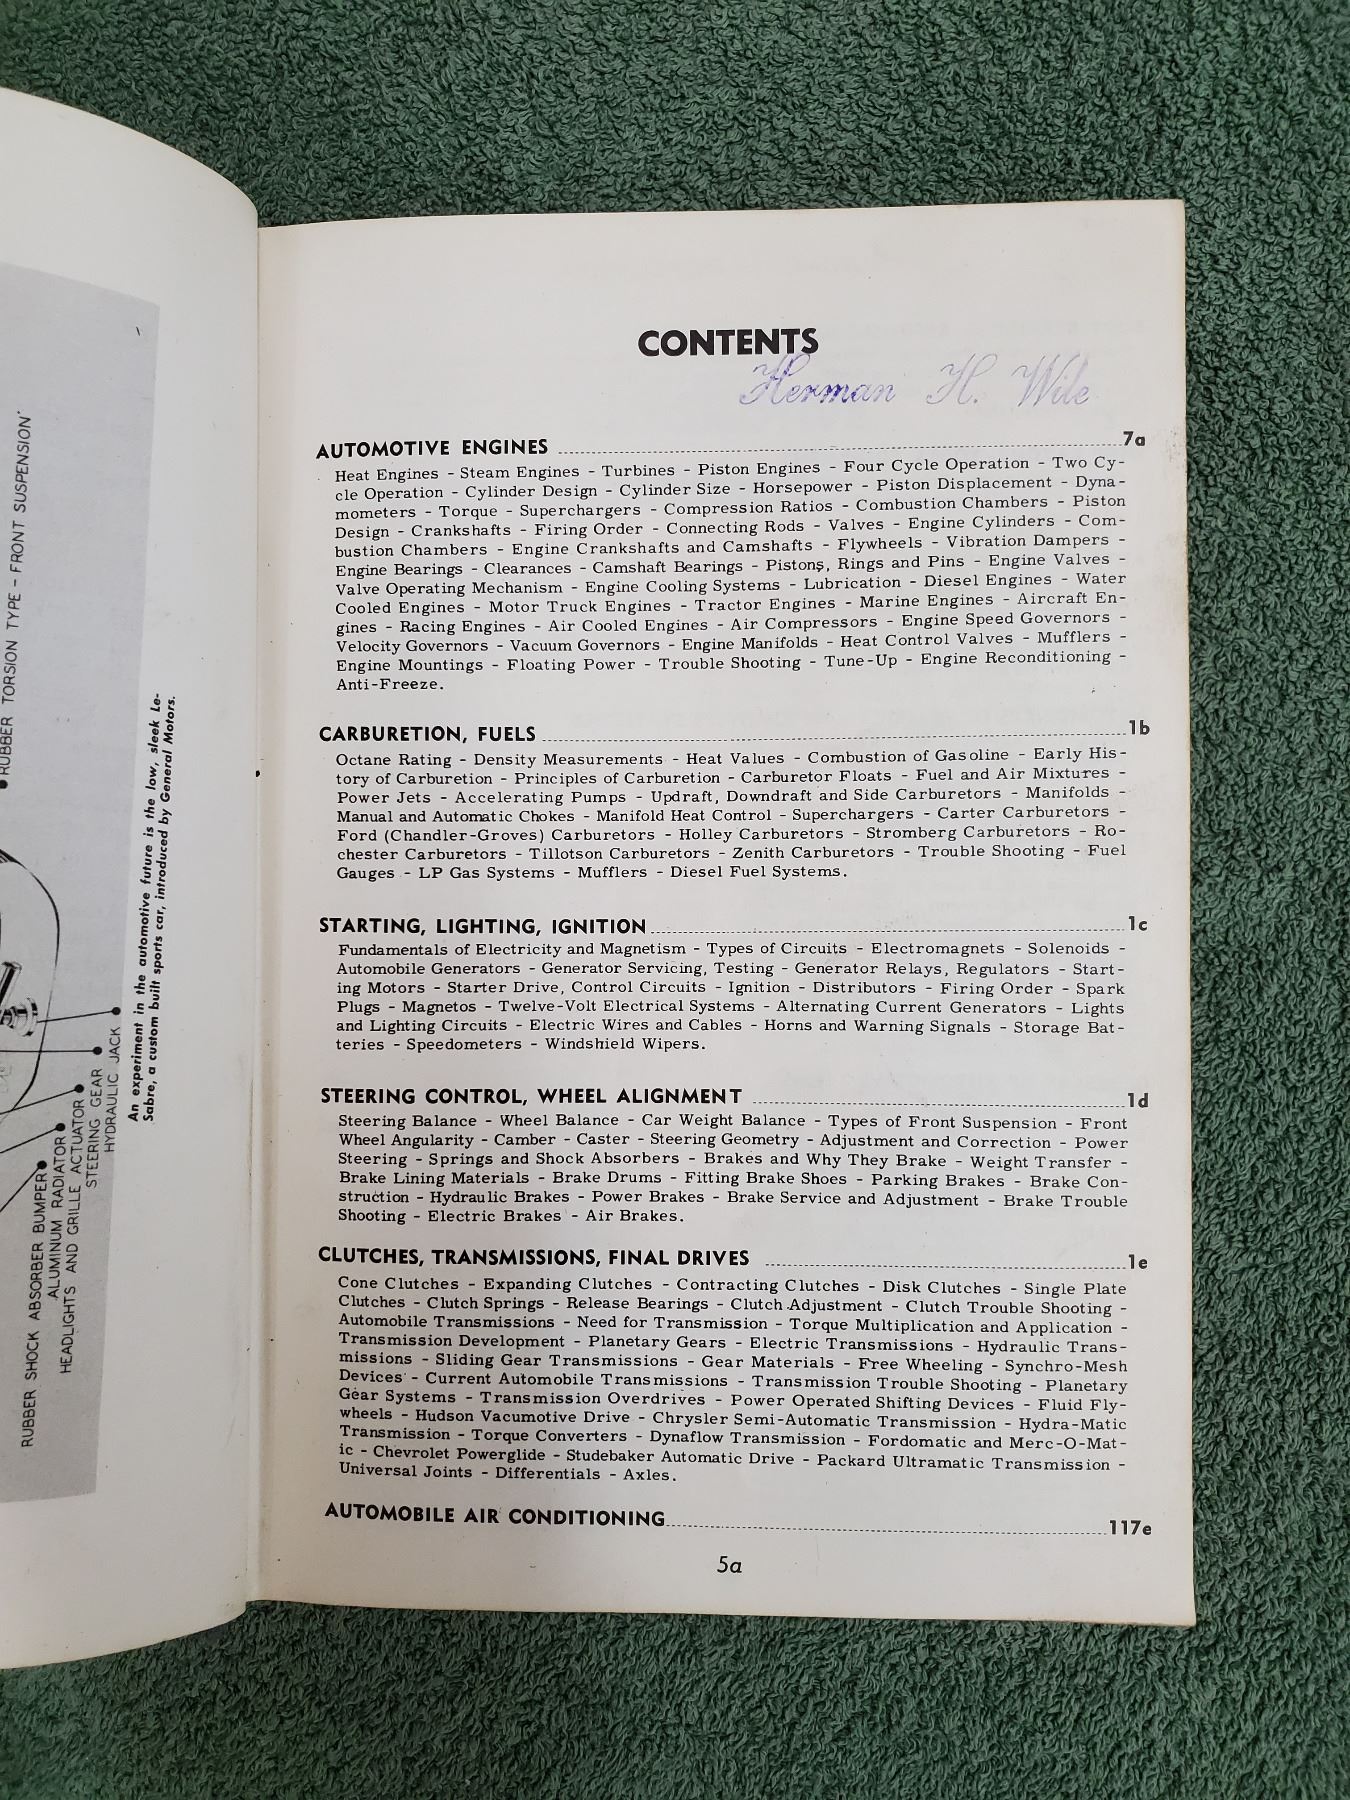 RUBBER TORSION TYPE - FRONT SUSPENSION
An experiment in the automotive future is the low, sleek Le-
Sabre, a custom built sports car, introduced by General Motors.
HYDRAULIC JACK
STEERING GEAR
HEADLIGHTS AND GRILLE ACTUATOR
ALUMINUM RADIATOR
RUBBER SHOCK ABSORBER BUMPER
CONTENTS
Herman H. Wile
AUTOMOTIVE ENGINES 7a
Heat Engines - Steam Engines - Turbines - Piston Engines - Four Cycle Operation - Two Cy-
cle Operation - Cylinder Design - Cylinder Size - Horsepower - Piston Displacement - Dyna-
mometers - Torque - Superchargers - Compression Ratios - Combustion Chambers - Piston
Design - Crankshafts - Firing Order - Connecting Rods - Valves - Engine Cylinders - Com-
bustion Chambers - Engine Crankshafts and Camshafts - Flywheels - Vibration Dampers -
Engine Bearings - Clearances - Camshaft Bearings - Pistons, Rings and Pins - Engine Valves -
Valve Operating Mechanism - Engine Cooling Systems - Lubrication - Diesel Engines - Water
Cooled Engines - Motor Truck Engines - Tractor Engines - Marine Engines - Aircraft En-
gines - Racing Engines - Air Cooled Engines - Air Compressors - Engine Speed Governors -
Velocity Governors - Vacuum Governors - Engine Manifolds - Heat Control Valves - Mufflers -
Engine Mountings - Floating Power - Trouble Shooting - Tune-Up - Engine Reconditioning -
Anti-Freeze.
CARBURETION, FUELS 1b
Octane Rating - Density Measurements - Heat Values - Combustion of Gasoline - Early His-
tory of Carburetion - Principles of Carburetion - Carburetor Floats - Fuel and Air Mixtures -
Power Jets - Accelerating Pumps - Updraft, Downdraft and Side Carburetors - Manifolds -
Manual and Automatic Chokes - Manifold Heat Control - Superchargers - Carter Carburetors -
Ford (Chandler-Groves) Carburetors - Holley Carburetors - Stromberg Carburetors - Ro-
chester Carburetors - Tillotson Carburetors - Zenith Carburetors - Trouble Shooting - Fuel
Gauges - LP Gas Systems - Mufflers - Diesel Fuel Systems.
STARTING, LIGHTING, IGNITION 1c
Fundamentals of Electricity and Magnetism - Types of Circuits - Electromagnets - Solenoids -
Automobile Generators - Generator Servicing, Testing - Generator Relays, Regulators - Start-
ing Motors - Starter Drive, Control Circuits - Ignition - Distributors - Firing Order - Spark
Plugs - Magnetos - Twelve-Volt Electrical Systems - Alternating Current Generators - Lights
and Lighting Circuits - Electric Wires and Cables - Horns and Warning Signals - Storage Bat-
teries - Speedometers - Windshield Wipers.
STEERING CONTROL, WHEEL ALIGNMENT 1d
Steering Balance - Wheel Balance - Car Weight Balance - Types of Front Suspension - Front
Wheel Angularity - Camber - Caster - Steering Geometry - Adjustment and Correction - Power
Steering - Springs and Shock Absorbers - Brakes and Why They Brake - Weight Transfer -
Brake Lining Materials - Brake Drums - Fitting Brake Shoes - Parking Brakes - Brake Con-
struction - Hydraulic Brakes - Power Brakes - Brake Service and Adjustment - Brake Trouble
Shooting - Electric Brakes - Air Brakes.
CLUTCHES, TRANSMISSIONS, FINAL DRIVES 1e
Cone Clutches - Expanding Clutches - Contracting Clutches - Disk Clutches - Single Plate
Clutches - Clutch Springs - Release Bearings - Clutch Adjustment - Clutch Trouble Shooting -
Automobile Transmissions - Need for Transmission - Torque Multiplication and Application -
Transmission Development - Planetary Gears - Electric Transmissions - Hydraulic Trans-
missions - Sliding Gear Transmissions - Gear Materials - Free Wheeling - Synchro-Mesh
Devices - Current Automobile Transmissions - Transmission Trouble Shooting - Planetary
Gear Systems - Transmission Overdrives - Power Operated Shifting Devices - Fluid Fly-
wheels - Hudson Vacumotive Drive - Chrysler Semi-Automatic Transmission - Hydra-Matic
Transmission - Torque Converters - Dynaflow Transmission - Fordomatic and Merc-O-Mat-
ic - Chevrolet Powerglide - Studebaker Automatic Drive - Packard Ultramatic Transmission -
Universal Joints - Differentials - Axles.
AUTOMOBILE AIR CONDITIONING 117e
5a